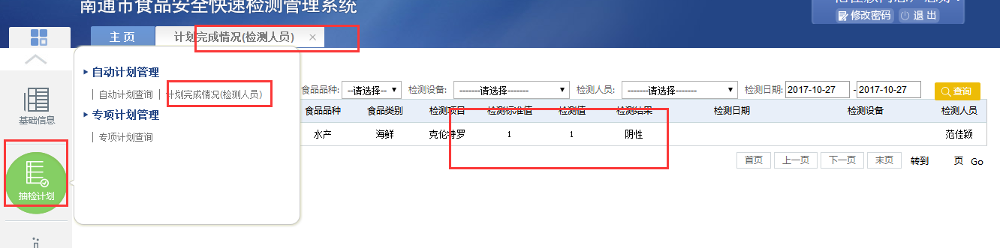 南通市食品安全快速检测管理系统
修改密码 退 出
主 页 计划完成情况(检测人员) ×
自动计划管理
自动计划查询 计划完成情况(检测人员)
专项计划管理
专项计划查询
基础信息
抽检计划
食品品种: --请选择-- 检测设备: -------请选择------- 检测人员: -------请选择------- 检测日期: 2017-10-27 - 2017-10-27 查询
食品品种 食品类别 检测项目 检测标准值 检测值 检测结果 检测日期 检测设备 检测人员
水产 海鲜 克伦特罗 1 1 阴性 范佳颖
首页 上一页 下一页 末页 转到 页 Go